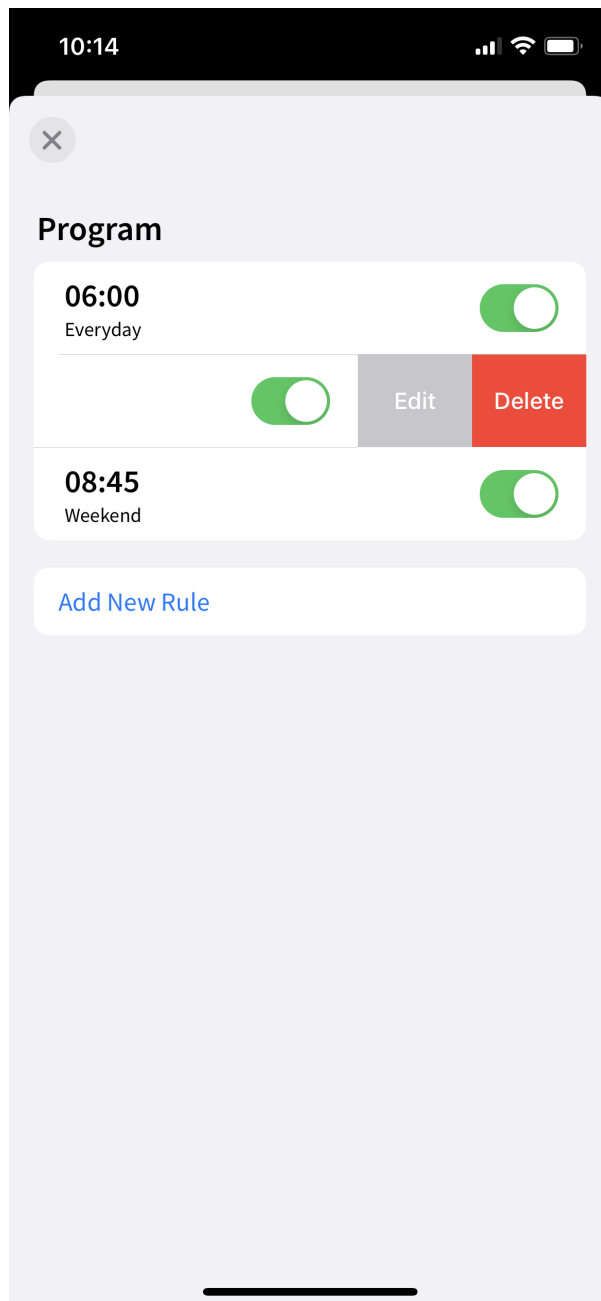 10:14
Program
06:00
Everyday
Edit
Delete
08:45
Weekend
Add New Rule